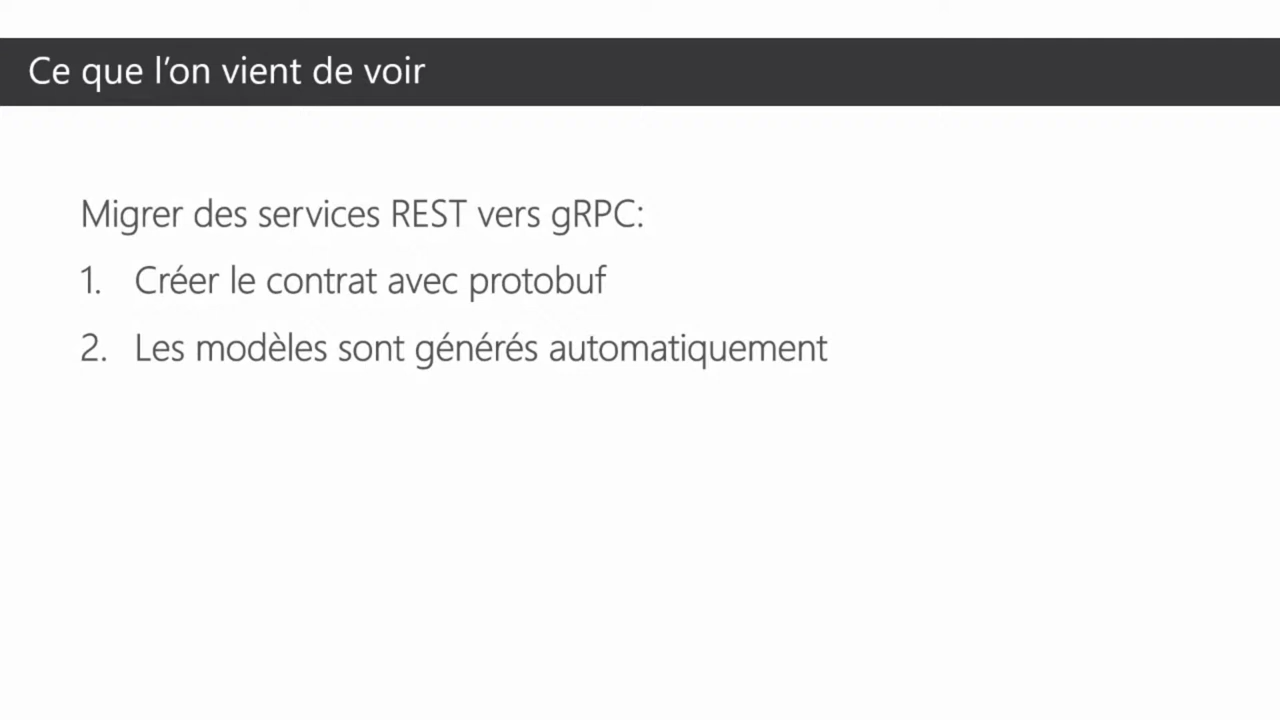 Ce que l’on vient de voir
Migrer des services REST vers gRPC:
1. Créer le contrat avec protobuf
2. Les modèles sont générés automatiquement